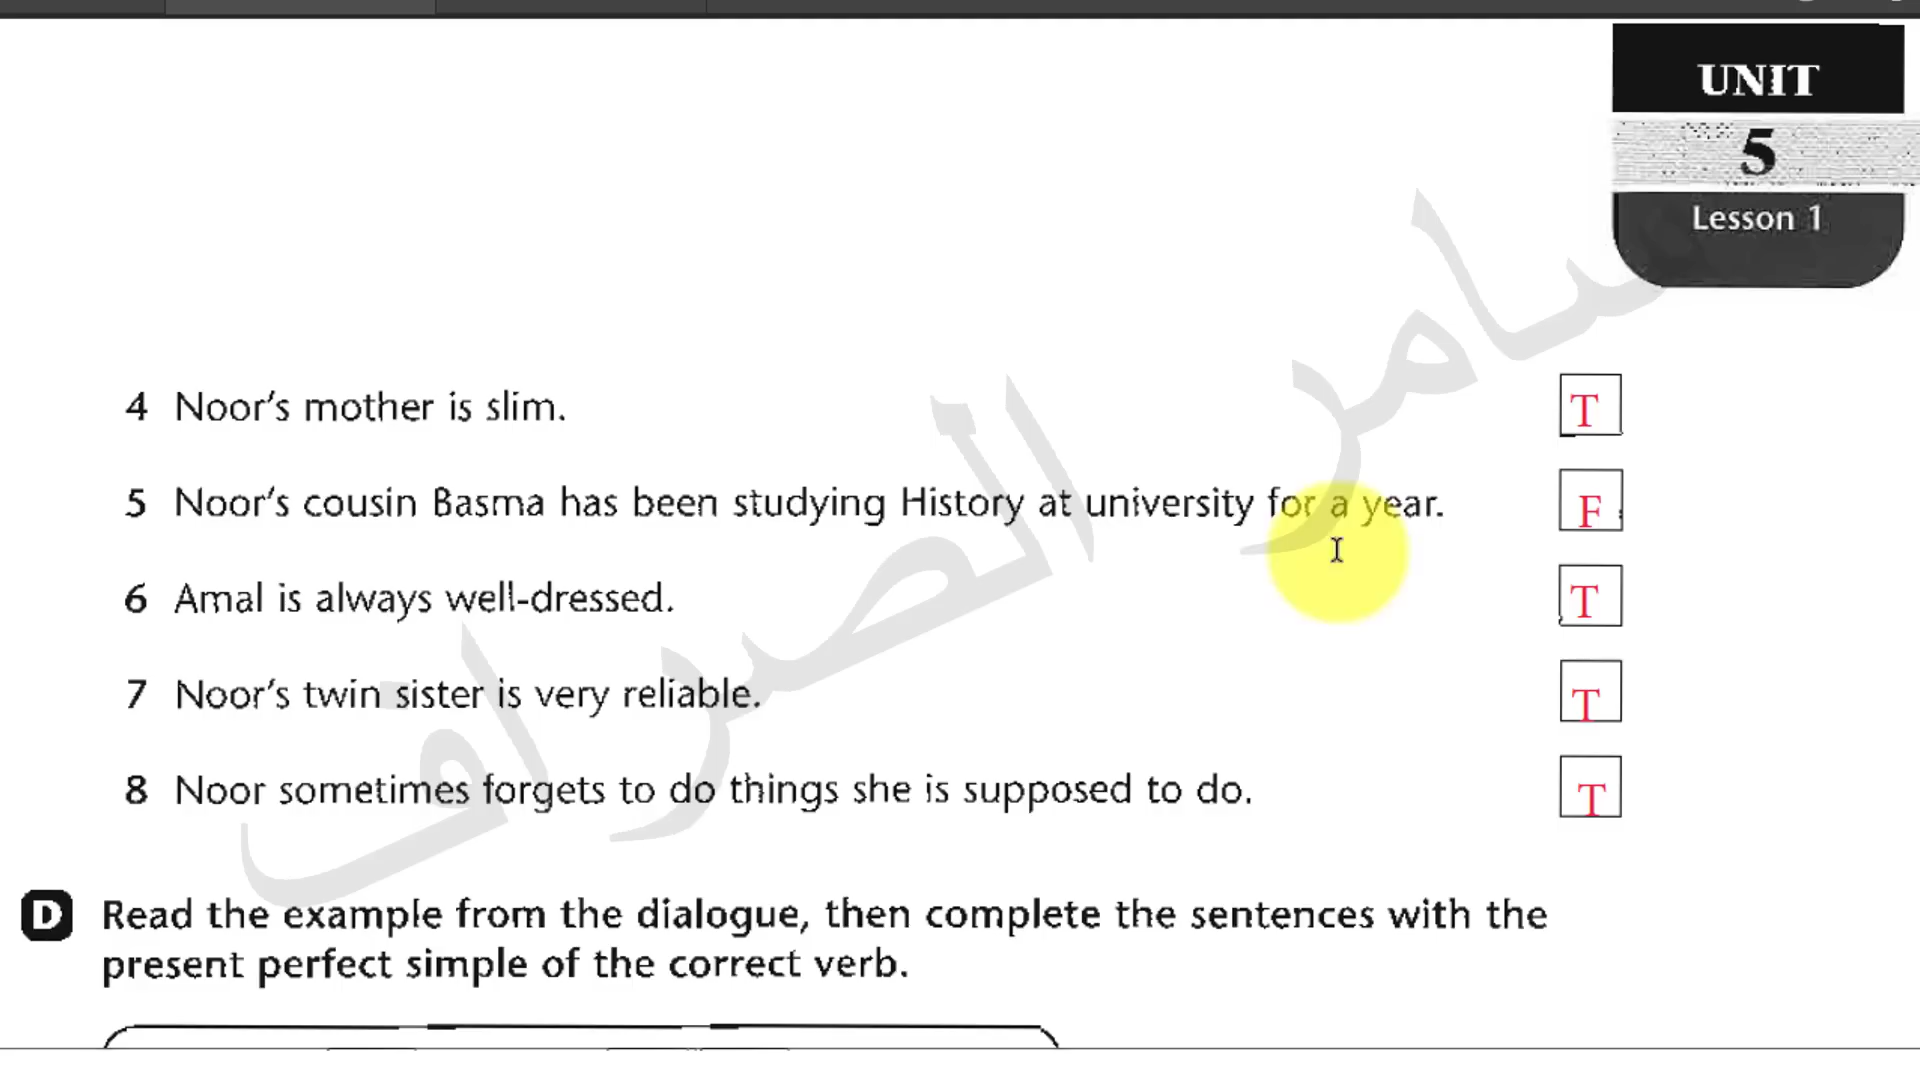 UNIT
5
Lesson 1
4 Noor's mother is slim. T
5 Noor's cousin Basma has been studying History at university for a year. F
6 Amal is always well-dressed. T
7 Noor's twin sister is very reliable. T
8 Noor sometimes forgets to do things she is supposed to do. T
D Read the example from the dialogue, then complete the sentences with the
present perfect simple of the correct verb.
سامر الصراف